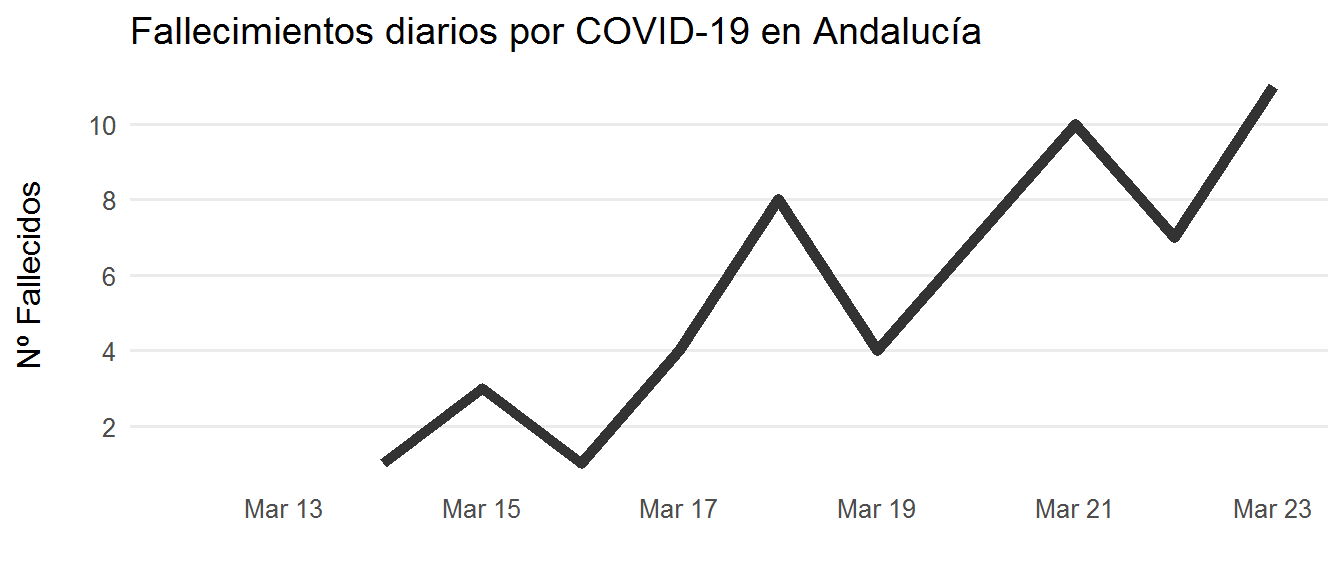 Fallecimientos diarios por COVID-19 en Andalucía
Nº Fallecidos
10
8
6
4
2
Mar 13 Mar 15 Mar 17 Mar 19 Mar 21 Mar 23